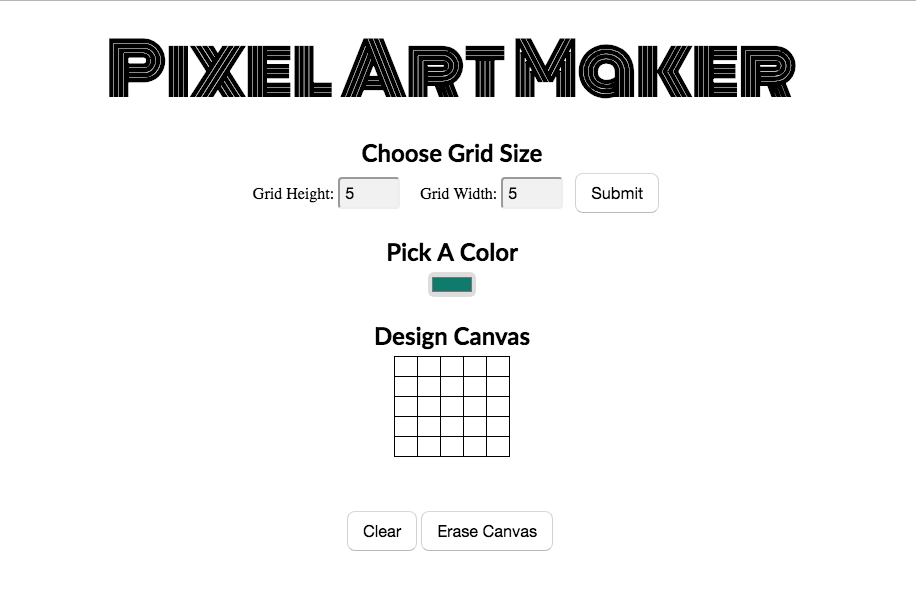 Pixel Art Maker
Choose Grid Size
Grid Height: 5 Grid Width: 5 Submit
Pick A Color
Design Canvas
Clear Erase Canvas